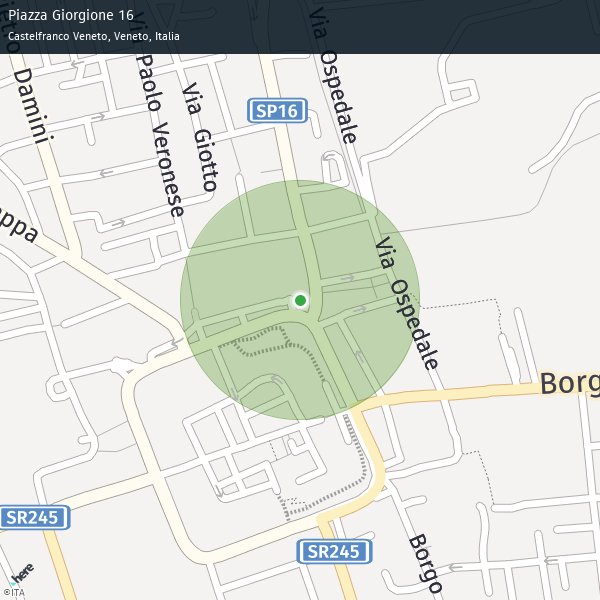 Piazza Giorgione 16
Castelfranco Veneto, Veneto, Italia
Damini
Via Paolo Veronese
Via Giotto
SP16
Via Ospedale
Via Ospedale
Borg
SR245
SR245
Borgo
here
©ITA